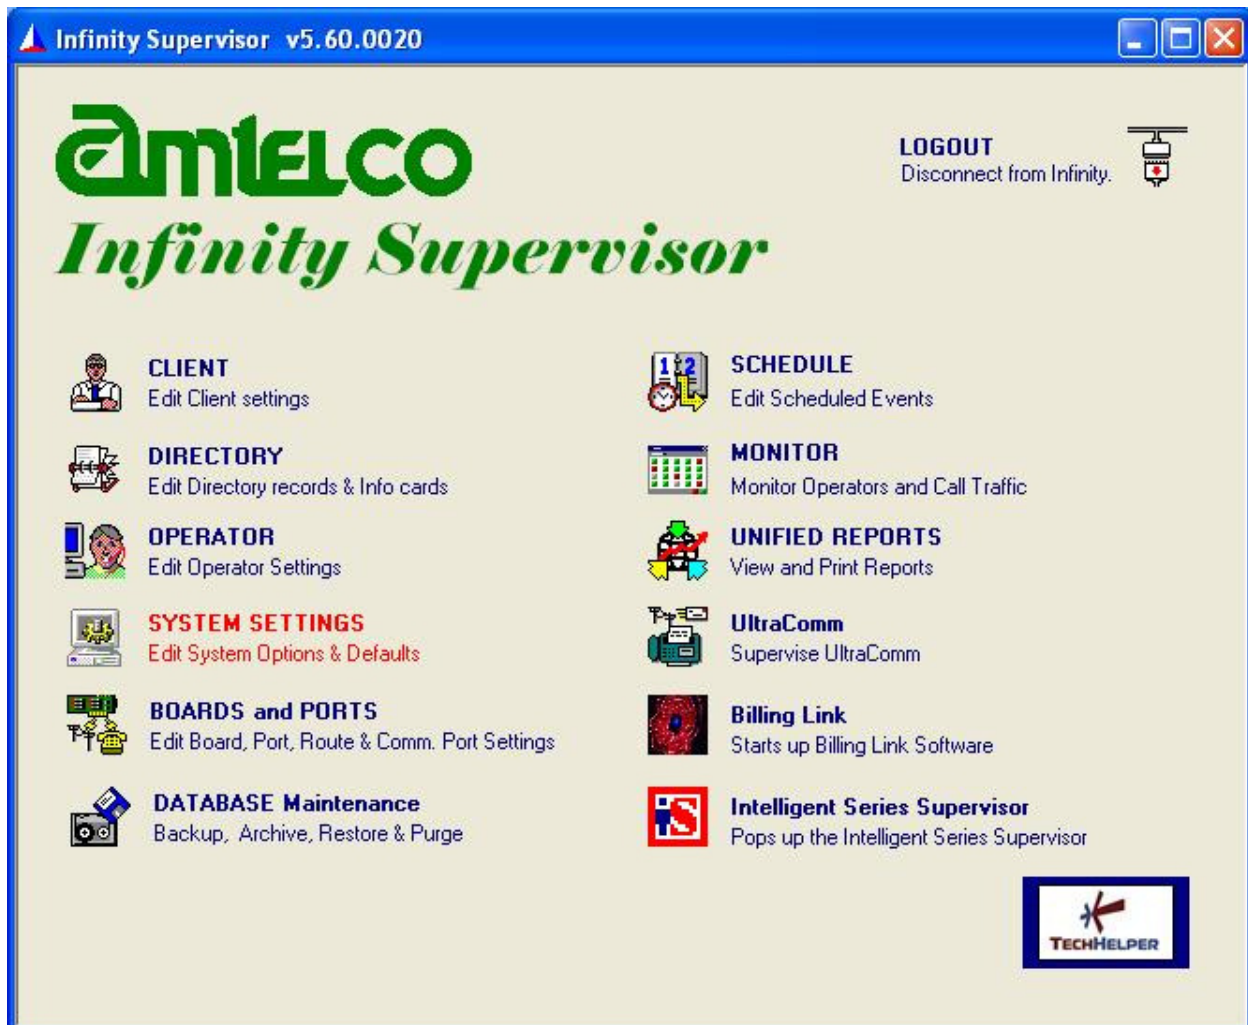 Infinity Supervisor v5.60.0020
amtelco
Infinity Supervisor
LOGOUT
Disconnect from Infinity.
CLIENT
Edit Client settings
DIRECTORY
Edit Directory records & Info cards
OPERATOR
Edit Operator Settings
SYSTEM SETTINGS
Edit System Options & Defaults
BOARDS and PORTS
Edit Board, Port, Route & Comm. Port Settings
DATABASE Maintenance
Backup, Archive, Restore & Purge
1 2
SCHEDULE
Edit Scheduled Events
MONITOR
Monitor Operators and Call Traffic
UNIFIED REPORTS
View and Print Reports
UltraComm
Supervise UltraComm
Billing Link
Starts up Billing Link Software
iS
Intelligent Series Supervisor
Pops up the Intelligent Series Supervisor
TECHHELPER